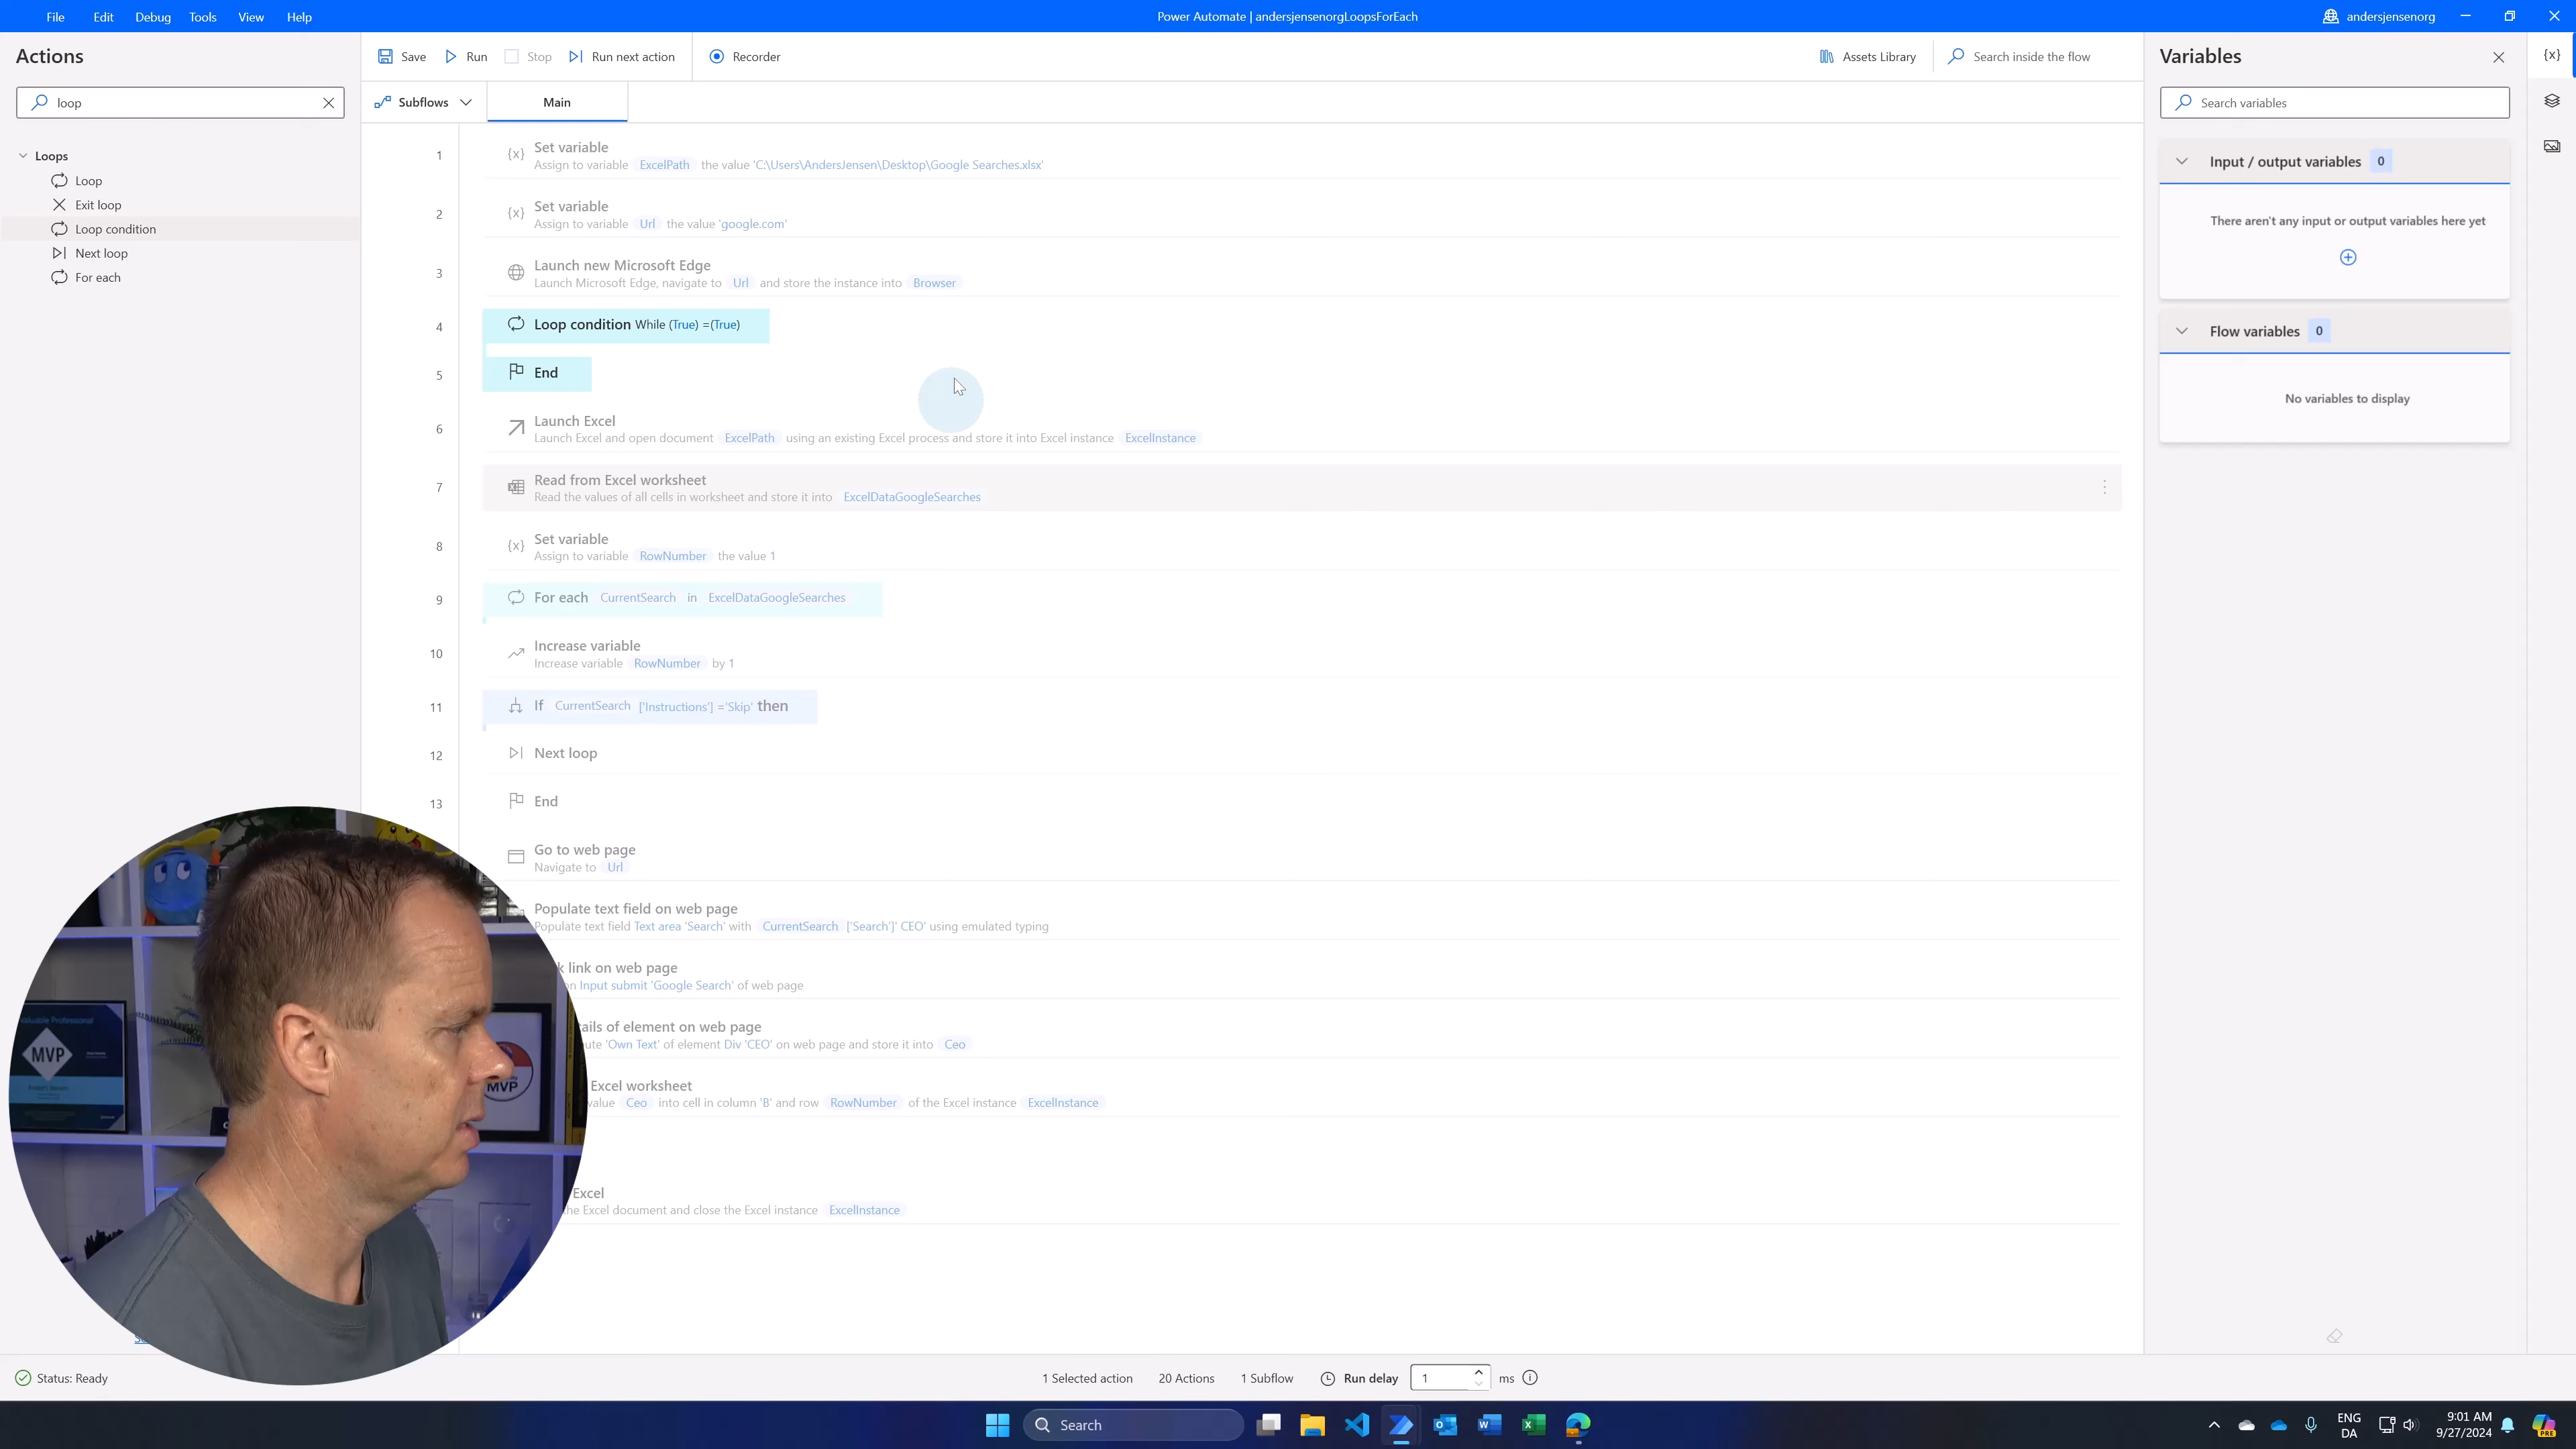 File Edit Debug Tools View Help
Power Automate | andersjensenorgLoopsForEach
andersjensenorg
Actions
loop
Loops
Loop
Exit loop
Loop condition
Next loop
For each
Save Run Stop Run next action Recorder
Assets Library Search inside the flow
Subflows Main
1 {x} Set variable
Assign to variable ExcelPath the value 'C:\Users\AndersJensen\Desktop\Google Searches.xlsx'
2 {x} Set variable
Assign to variable Url the value 'google.com'
3 Launch new Microsoft Edge
Launch Microsoft Edge, navigate to Url and store the instance into Browser
4 Loop condition While (True) =(True)
5 End
6 Launch Excel
Launch Excel and open document ExcelPath using an existing Excel process and store it into Excel instance ExcelInstance
7 Read from Excel worksheet
Read the values of all cells in worksheet and store it into ExcelDataGoogleSearches
8 {x} Set variable
Assign to variable RowNumber the value 1
9 For each CurrentSearch in ExcelDataGoogleSearches
10 Increase variable
Increase variable RowNumber by 1
11 If CurrentSearch ['Instructions'] ='Skip' then
12 Next loop
13 End
Go to web page
Navigate to Url
Populate text field on web page
Populate text field Text area 'Search' with CurrentSearch ['Search']' CEO' using emulated typing
link on web page
on Input submit 'Google Search' of web page
of element on web page
'Own Text' of element Div 'CEO' on web page and store it into Ceo
Excel worksheet
value Ceo into cell in column 'B' and row RowNumber of the Excel instance ExcelInstance
Excel
the Excel document and close the Excel instance ExcelInstance
Variables
{x}
Search variables
Input / output variables 0
There aren't any input or output variables here yet
Flow variables 0
No variables to display
MVP
MVP
Status: Ready
1 Selected action 20 Actions 1 Subflow Run delay 1 ms
Search
ENG
DA
9:01 AM
9/27/2024
PRE